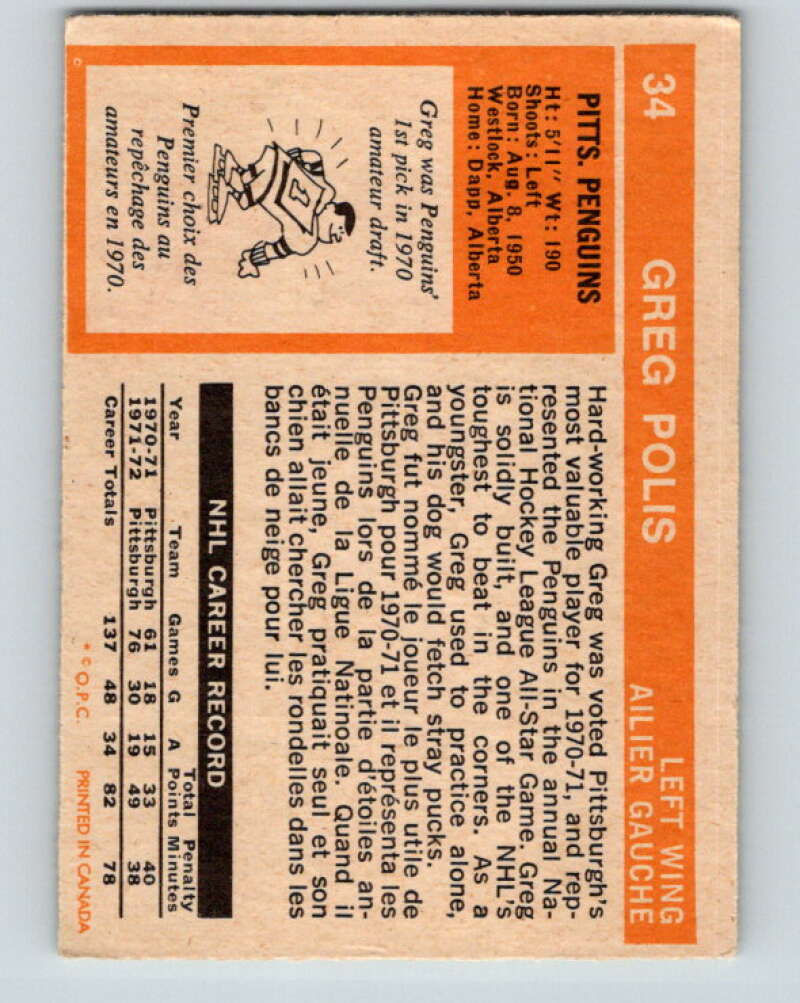 34
GREG POLIS
LEFT WING
AILIER GAUCHE
PITTS. PENGUINS
Ht: 5'11" Wt: 190
Shoots: Left
Born: Aug. 8, 1950
Westlock, Alberta
Home: Dapp, Alberta
Greg was Penguins'
1st pick in 1970
amateur draft.
Premier choix des
Penguins au
repêchage des
amateurs en 1970.
Hard-working Greg was voted Pittsburgh's
most valuable player for 1970-71, and rep-
resented the Penguins in the annual Na-
tional Hockey League All-Star Game. Greg
is solidly built, and one of the NHL's
toughest to beat in the corners. As a
youngster, Greg used to practice alone,
and his dog would fetch stray pucks.
Greg fut nommé le joueur le plus utile de
Pittsburgh pour 1970-71 et il représenta les
Penguins lors de la partie d'étoiles an-
nuelle de la Ligue Natinoale. Quand il
était jeune, Greg pratiquait seul et son
chien allait chercher les rondelles dans les
bancs de neige pour lui.
NHL CAREER RECORD
Year Team Games G A Total Points Penalty Minutes
1970-71 Pittsburgh 61 18 15 33 40
1971-72 Pittsburgh 76 30 19 49 38
Career Totals 137 48 34 82 78
* © O.P.C. PRINTED IN CANADA